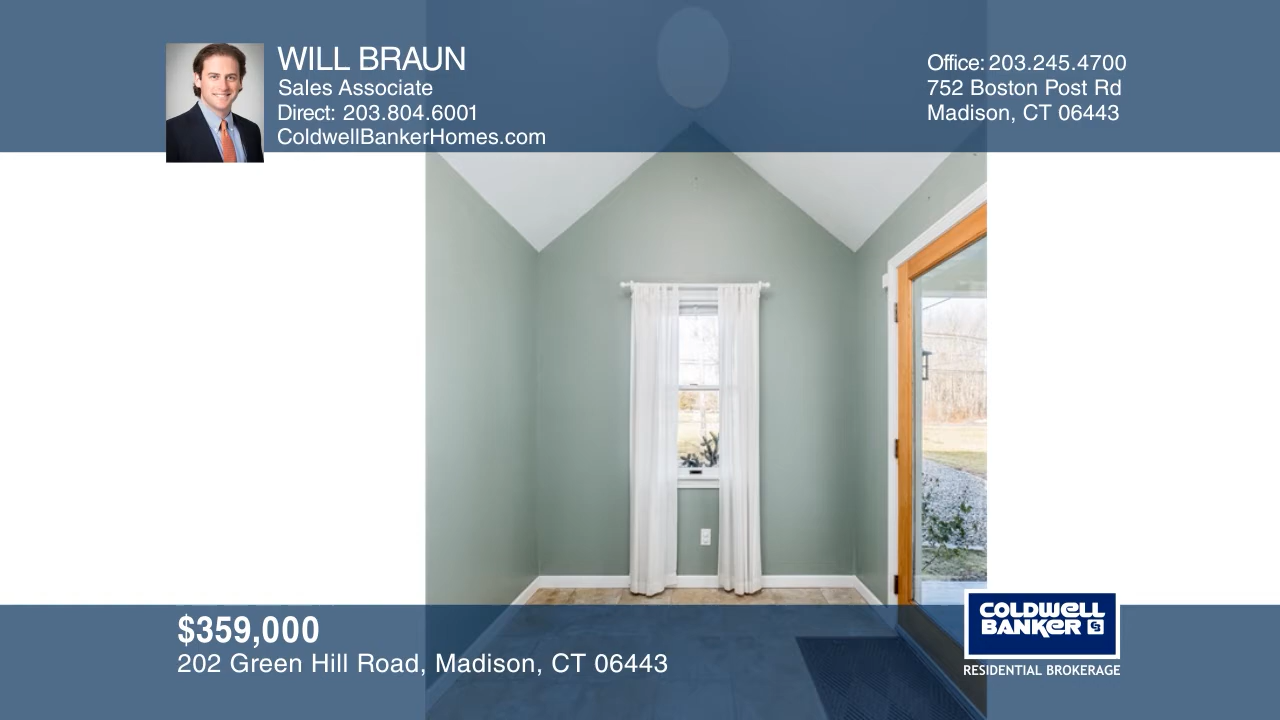 WILL BRAUN
Sales Associate
Direct: 203.804.6001
ColdwellBankerHomes.com
Office: 203.245.4700
752 Boston Post Rd
Madison, CT 06443
$359,000
202 Green Hill Road, Madison, CT 06443
COLDWELL
BANKER CB
RESIDENTIAL BROKERAGE